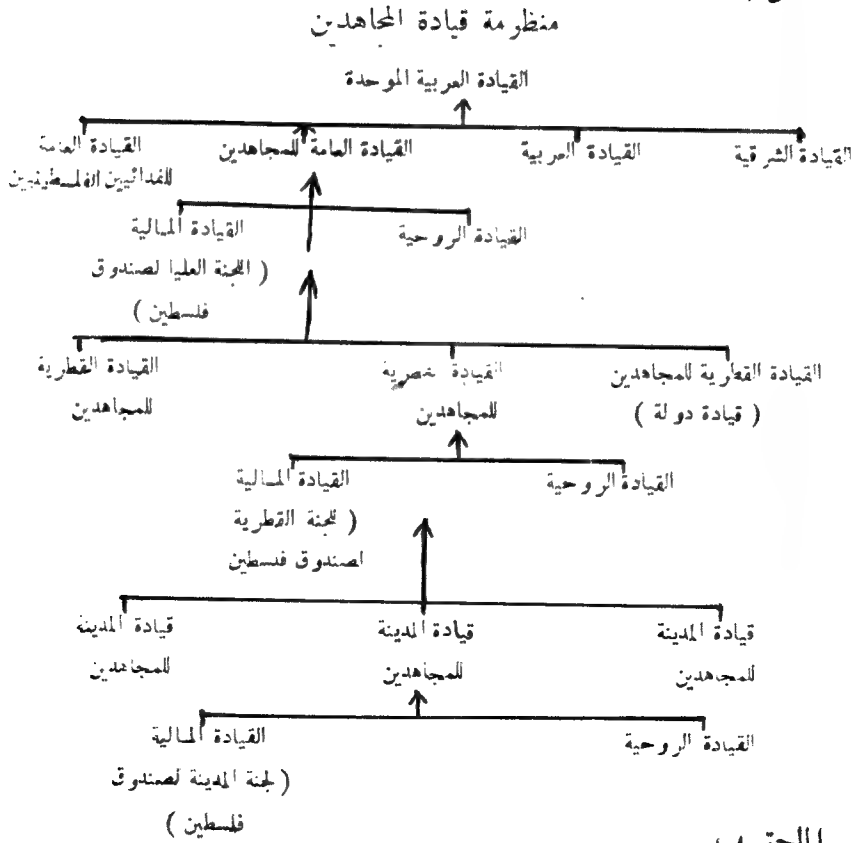 منظومة قيادة المجاهدين
القيادة العربية الموحدة
القيادة الشرقية
القيادة العربية
القيادة العامة للمجاهدين
القيادة العامة
للفدائيين الفلسطينيين
القيادة الروحية
القيادة المالية
( اللجنة العليا لصندوق
فلسطين )
القيادة القطرية للمجاهدين
( قيادة دولة )
القيادة
للمجاهدين
القيادة القطرية
للمجاهدين
القيادة الروحية
القيادة المالية
( للجنة القطرية
لصندوق فلسطين
قيادة المدينة
للمجاهدين
قيادة المدينة
للمجاهدين
قيادة المدينة
للمجاهدين
القيادة الروحية
القيادة المالية
( لجنة المدينة لصندوق
فلسطين )